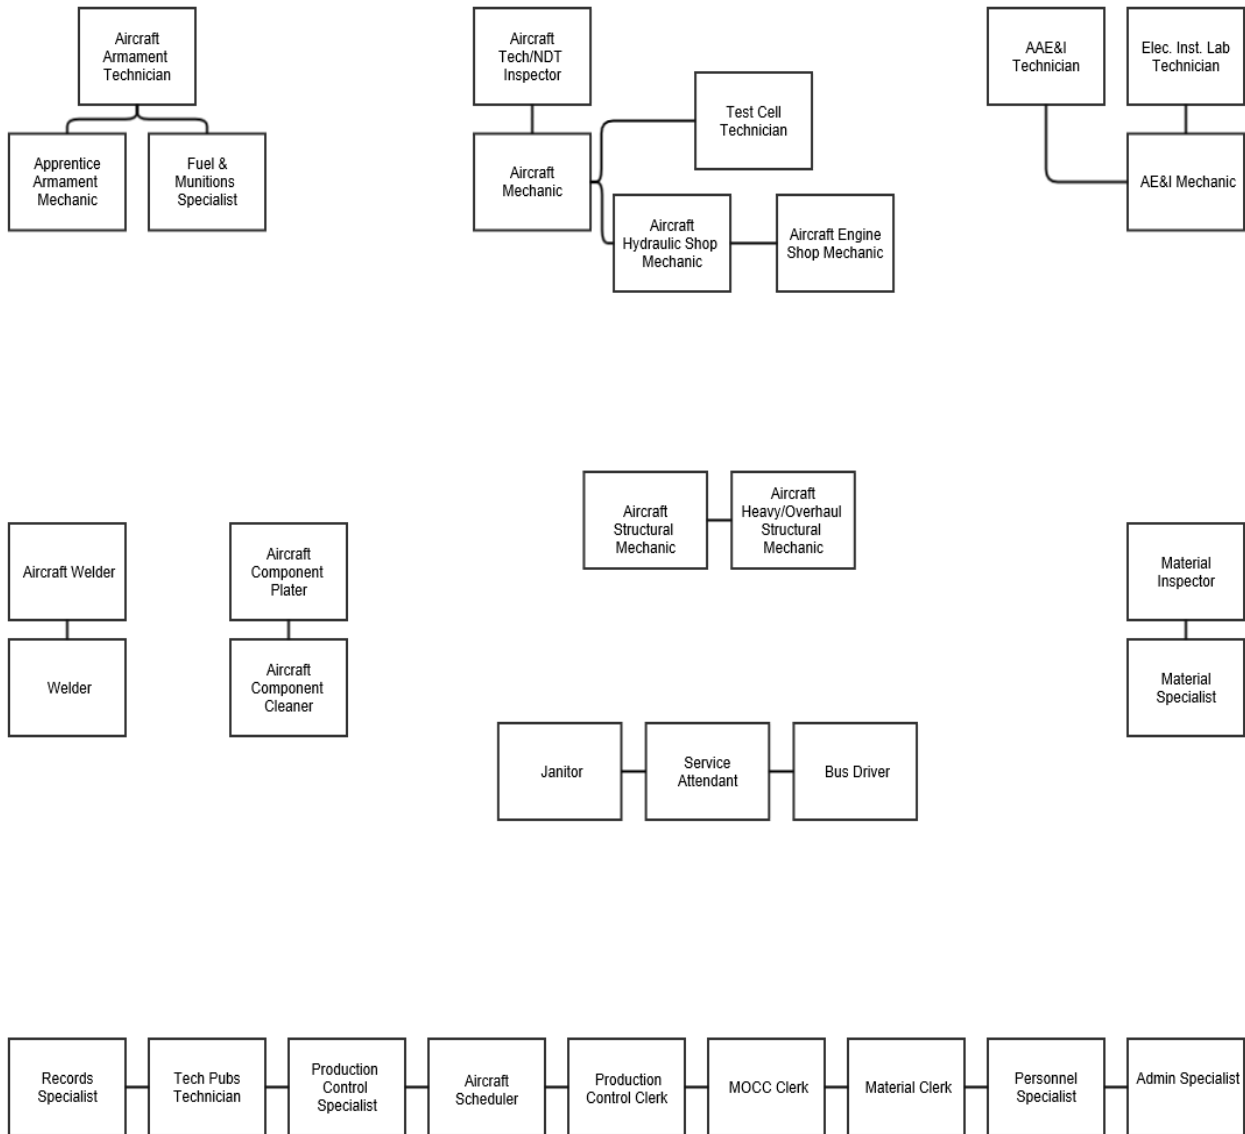 Aircraft
Armament
Technician
Apprentice
Armament
Mechanic
Fuel &
Munitions
Specialist
Aircraft
Tech/NDT
Inspector
Aircraft
Mechanic
Test Cell
Technician
Aircraft
Hydraulic Shop
Mechanic
Aircraft Engine
Shop Mechanic
AAE&I
Technician
Elec. Inst. Lab
Technician
AE&I Mechanic
Aircraft
Structural
Mechanic
Aircraft
Heavy/Overhaul
Structural
Mechanic
Aircraft Welder
Welder
Aircraft
Component
Plater
Aircraft
Component
Cleaner
Material
Inspector
Material
Specialist
Janitor
Service
Attendant
Bus Driver
Records
Specialist
Tech Pubs
Technician
Production
Control
Specialist
Aircraft
Scheduler
Production
Control Clerk
MOCC Clerk
Material Clerk
Personnel
Specialist
Admin Specialist